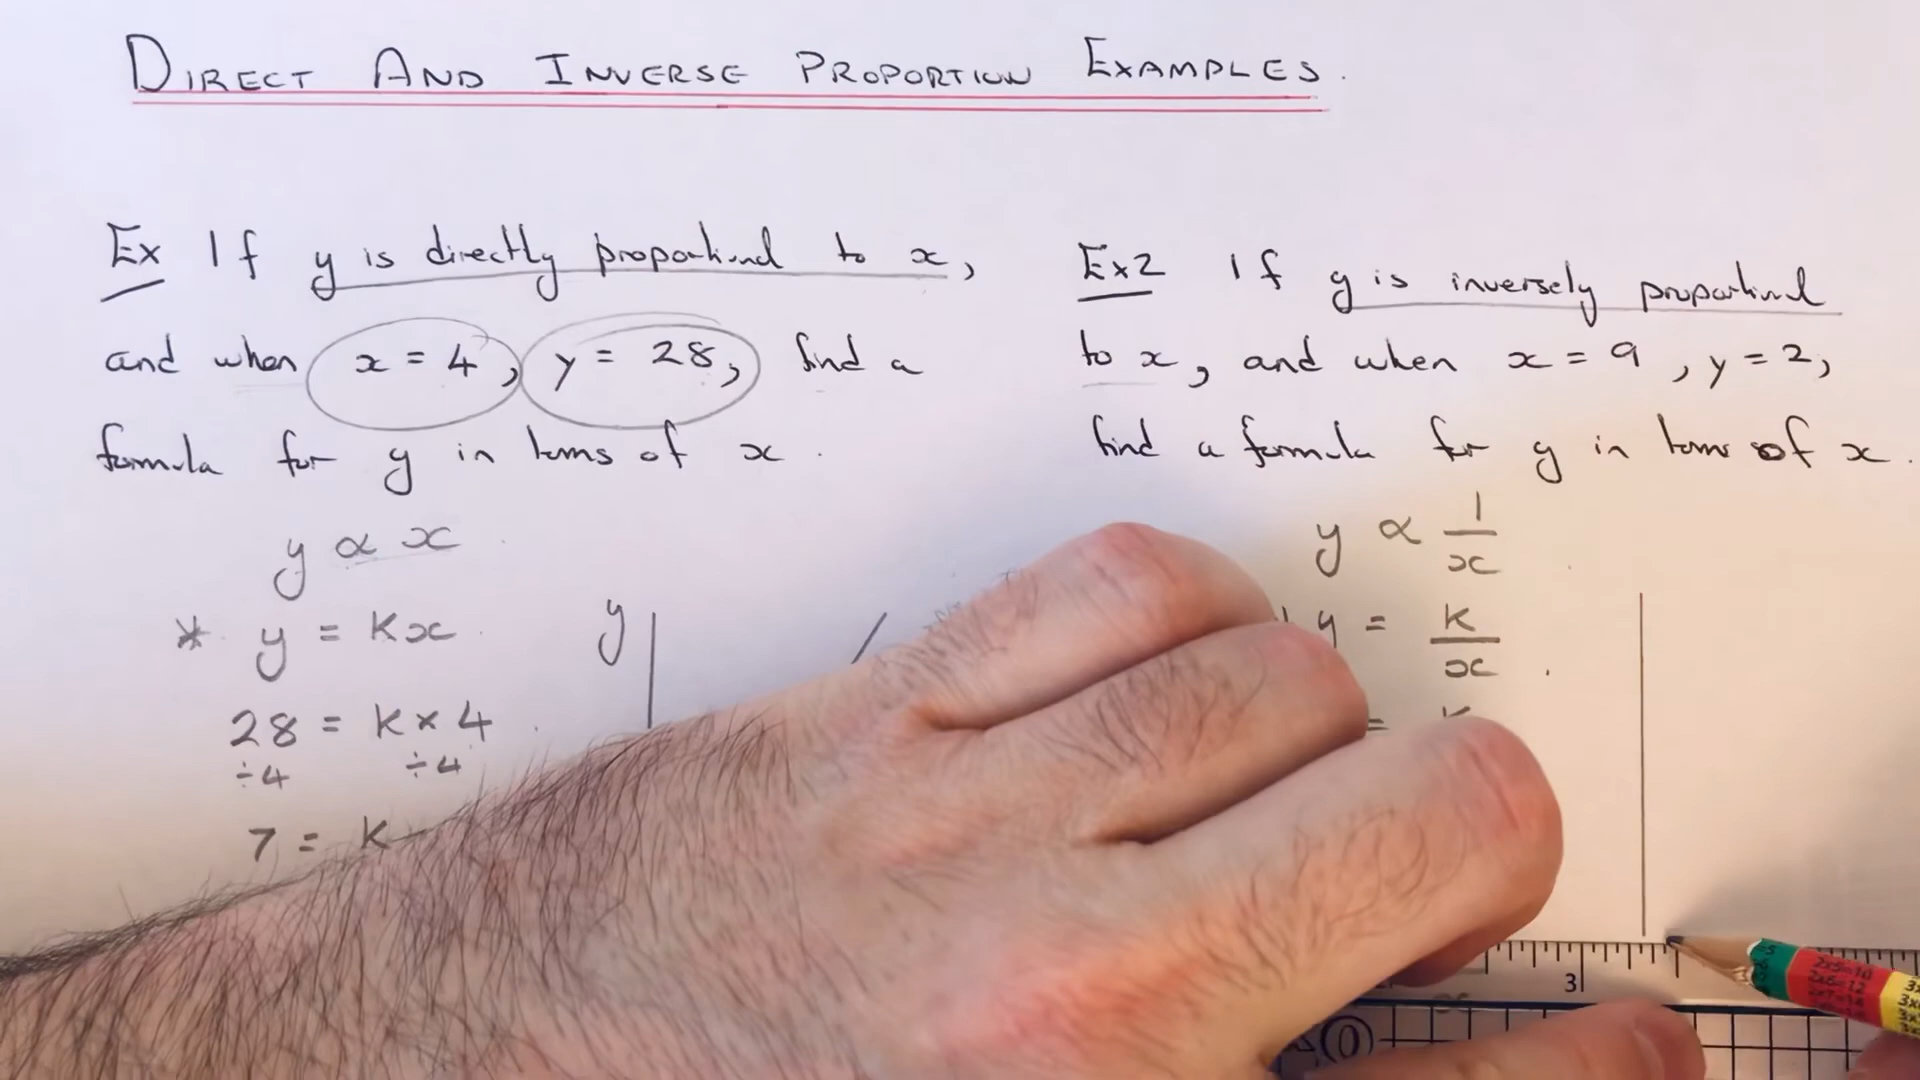 DIRECT AND INVERSE PROPORTION EXAMPLES.
Ex If y is directly proportional to x,
and when x = 4, y = 28, find a
formula for y in terms of x.
y ∝ x
* y = Kx
28 = K × 4
÷4 ÷4
7 = K
y
Ex2 If y is inversely proportional
to x, and when x = 9, y = 2,
find a formula for y in terms of x.
y ∝ 1/x
y = K/x
=
3
0